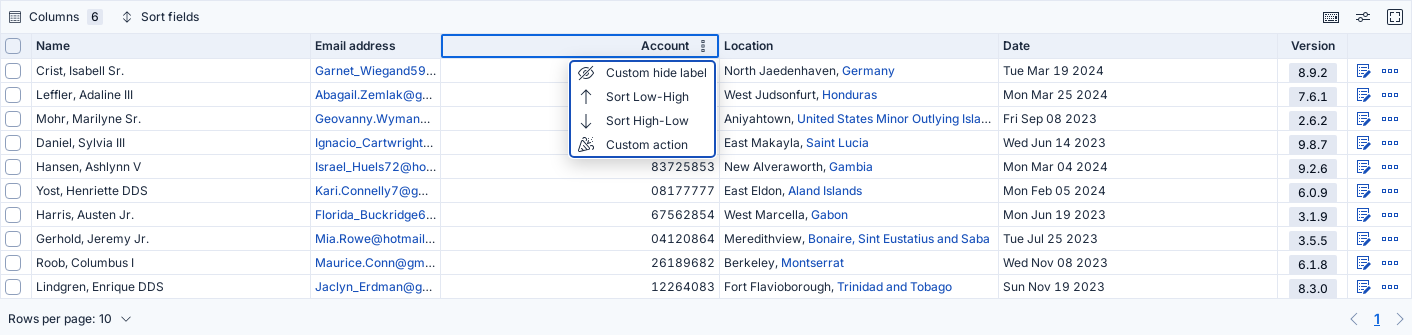 Columns 6 Sort fields
Name Email address Account Location Date Version
Crist, Isabell Sr. Garnet_Wiegand59... Custom hide label North Jaedenhaven, Germany Tue Mar 19 2024 8.9.2
Leffler, Adaline III Abagail.Zemlak@g... Sort Low-High West Judsonfurt, Honduras Mon Mar 25 2024 7.6.1
Mohr, Marilyne Sr. Geovanny.Wyman... Sort High-Low Aniyahtown, United States Minor Outlying Isla... Fri Sep 08 2023 2.6.2
Daniel, Sylvia III Ignacio_Cartwright... Custom action East Makayla, Saint Lucia Wed Jun 14 2023 9.8.7
Hansen, Ashlynn V Israel_Huels72@ho... 83725853 New Alveraworth, Gambia Mon Mar 04 2024 9.2.6
Yost, Henriette DDS Kari.Connelly7@g... 08177777 East Eldon, Aland Islands Mon Feb 05 2024 6.0.9
Harris, Austen Jr. Florida_Buckridge6... 67562854 West Marcella, Gabon Mon Jun 19 2023 3.1.9
Gerhold, Jeremy Jr. Mia.Rowe@hotmail... 04120864 Meredithview, Bonaire, Sint Eustatius and Saba Tue Jul 25 2023 3.5.5
Roob, Columbus I Maurice.Conn@gm... 26189682 Berkeley, Montserrat Wed Nov 08 2023 6.1.8
Lindgren, Enrique DDS Jaclyn_Erdman@g... 12264083 Fort Flavioborough, Trinidad and Tobago Sun Nov 19 2023 8.3.0
Rows per page: 10 1